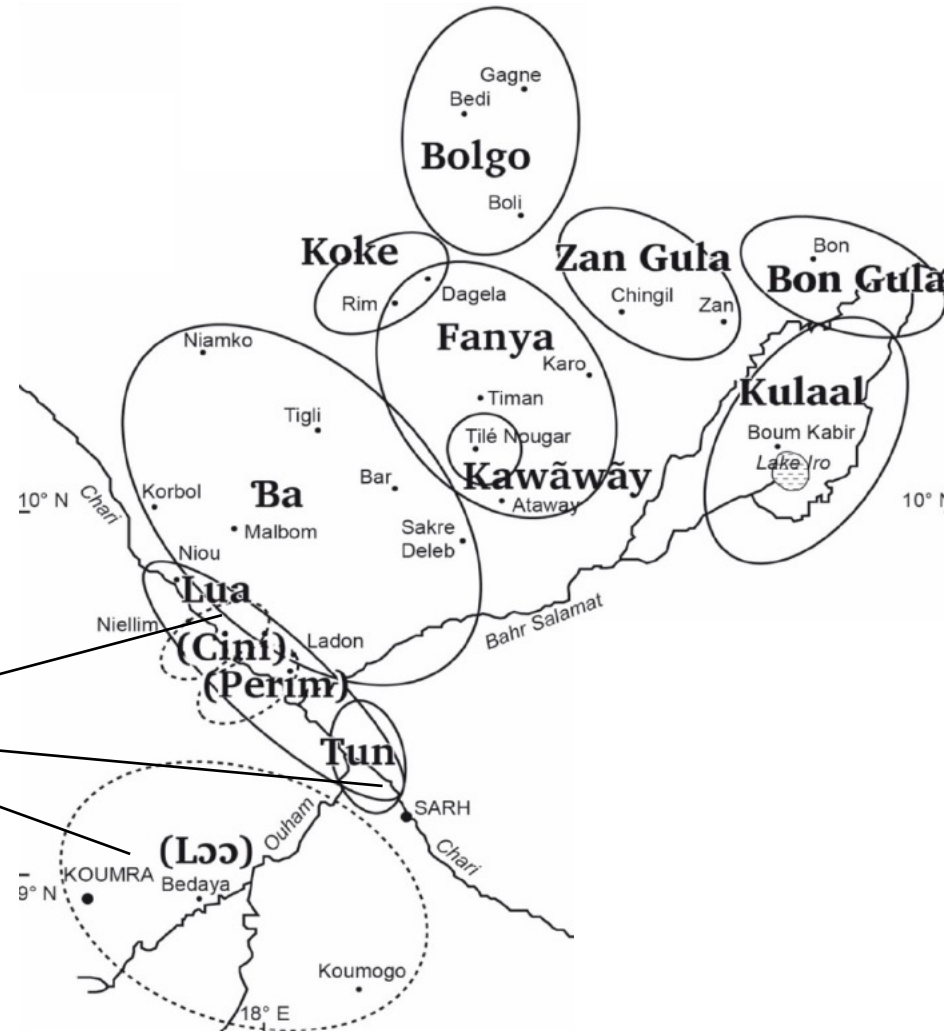 Gagne
Bedi
Bolgo
Boli
Koke
Zan Gula
Bon
Bon Gula
Rim
Dagela
Chingil
Zan
Fanya
Niamko
Karo
Kulaal
Timan
Tigli
Tilé Nougar
Boum Kabir
Lake Iro
Kawãwãy
Bar
10° N
Chari
Korbol
Ɓa
Ataway
10° N
Malbom
Sakre
Deleb
Niou
Lua
Bahr Salamat
Niellim
(Cini)
Ladon
(Perim)
Tun
SARH
Ouham
Chari
(Lɔɔ)
KOUMRA
Bedaya
9° N
Koumogo
18° E